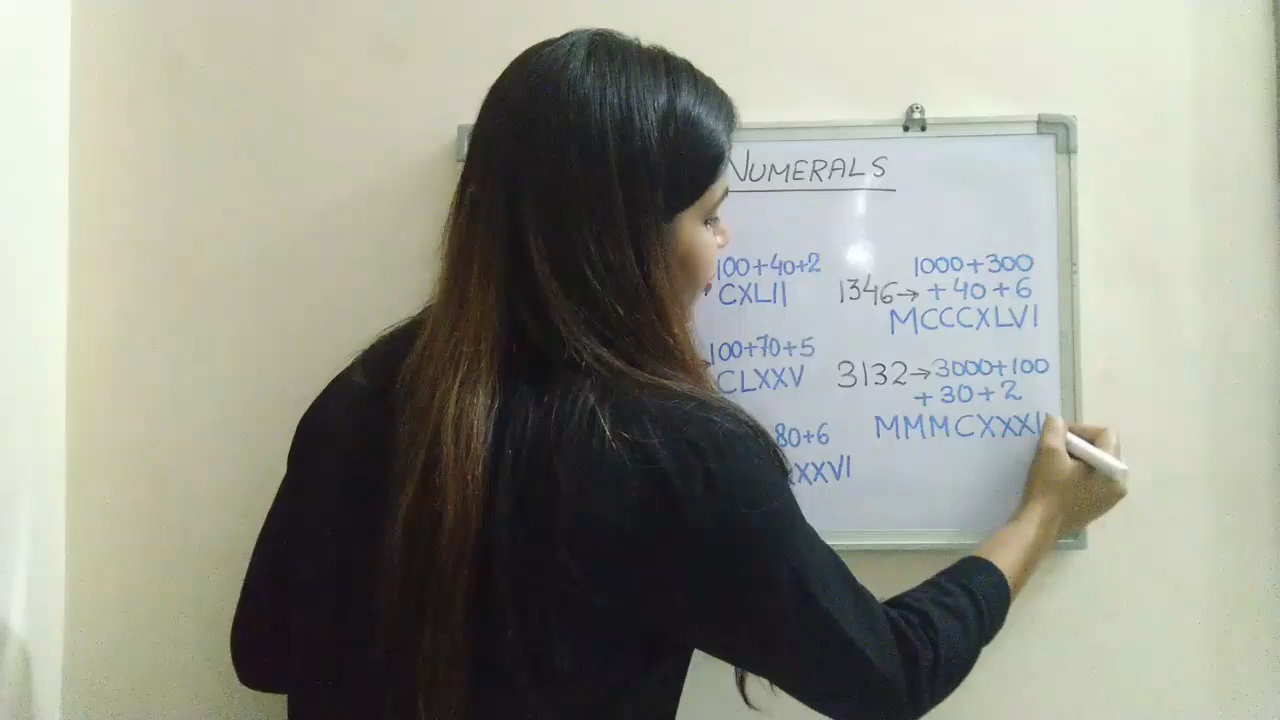 NUMERALS
100+40+2
CXLII
100+70+5
CLXXV
80+6
XXVI
1000+300
1346→ +40+6
MCCCXLVI
3132→3000+100
+30+2
MMMCXXXI